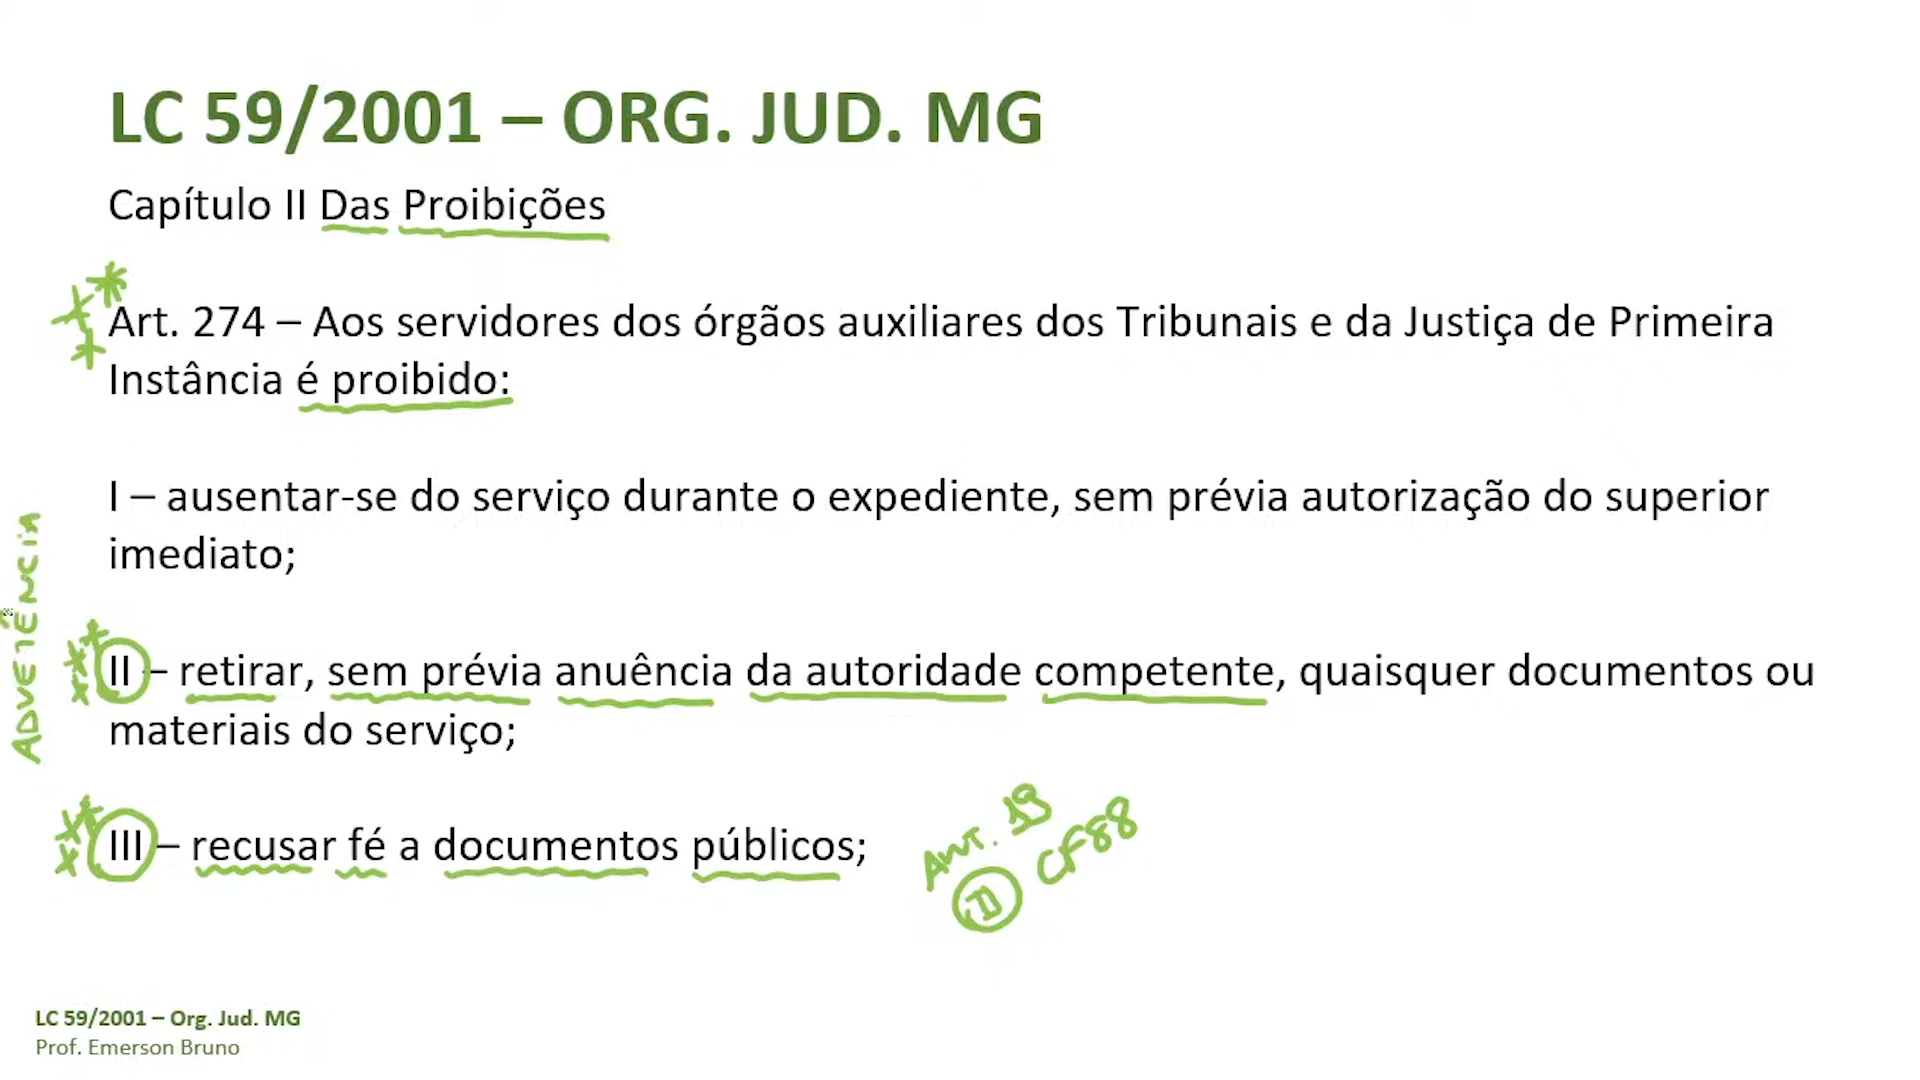 LC 59/2001 – ORG. JUD. MG
Capítulo II Das Proibições
Art. 274 – Aos servidores dos órgãos auxiliares dos Tribunais e da Justiça de Primeira
Instância é proibido:
I – ausentar-se do serviço durante o expediente, sem prévia autorização do superior
imediato;
ADVETÊNCIA
II – retirar, sem prévia anuência da autoridade competente, quaisquer documentos ou
materiais do serviço;
III – recusar fé a documentos públicos;
Art. 19
II CF88
LC 59/2001 – Org. Jud. MG
Prof. Emerson Bruno